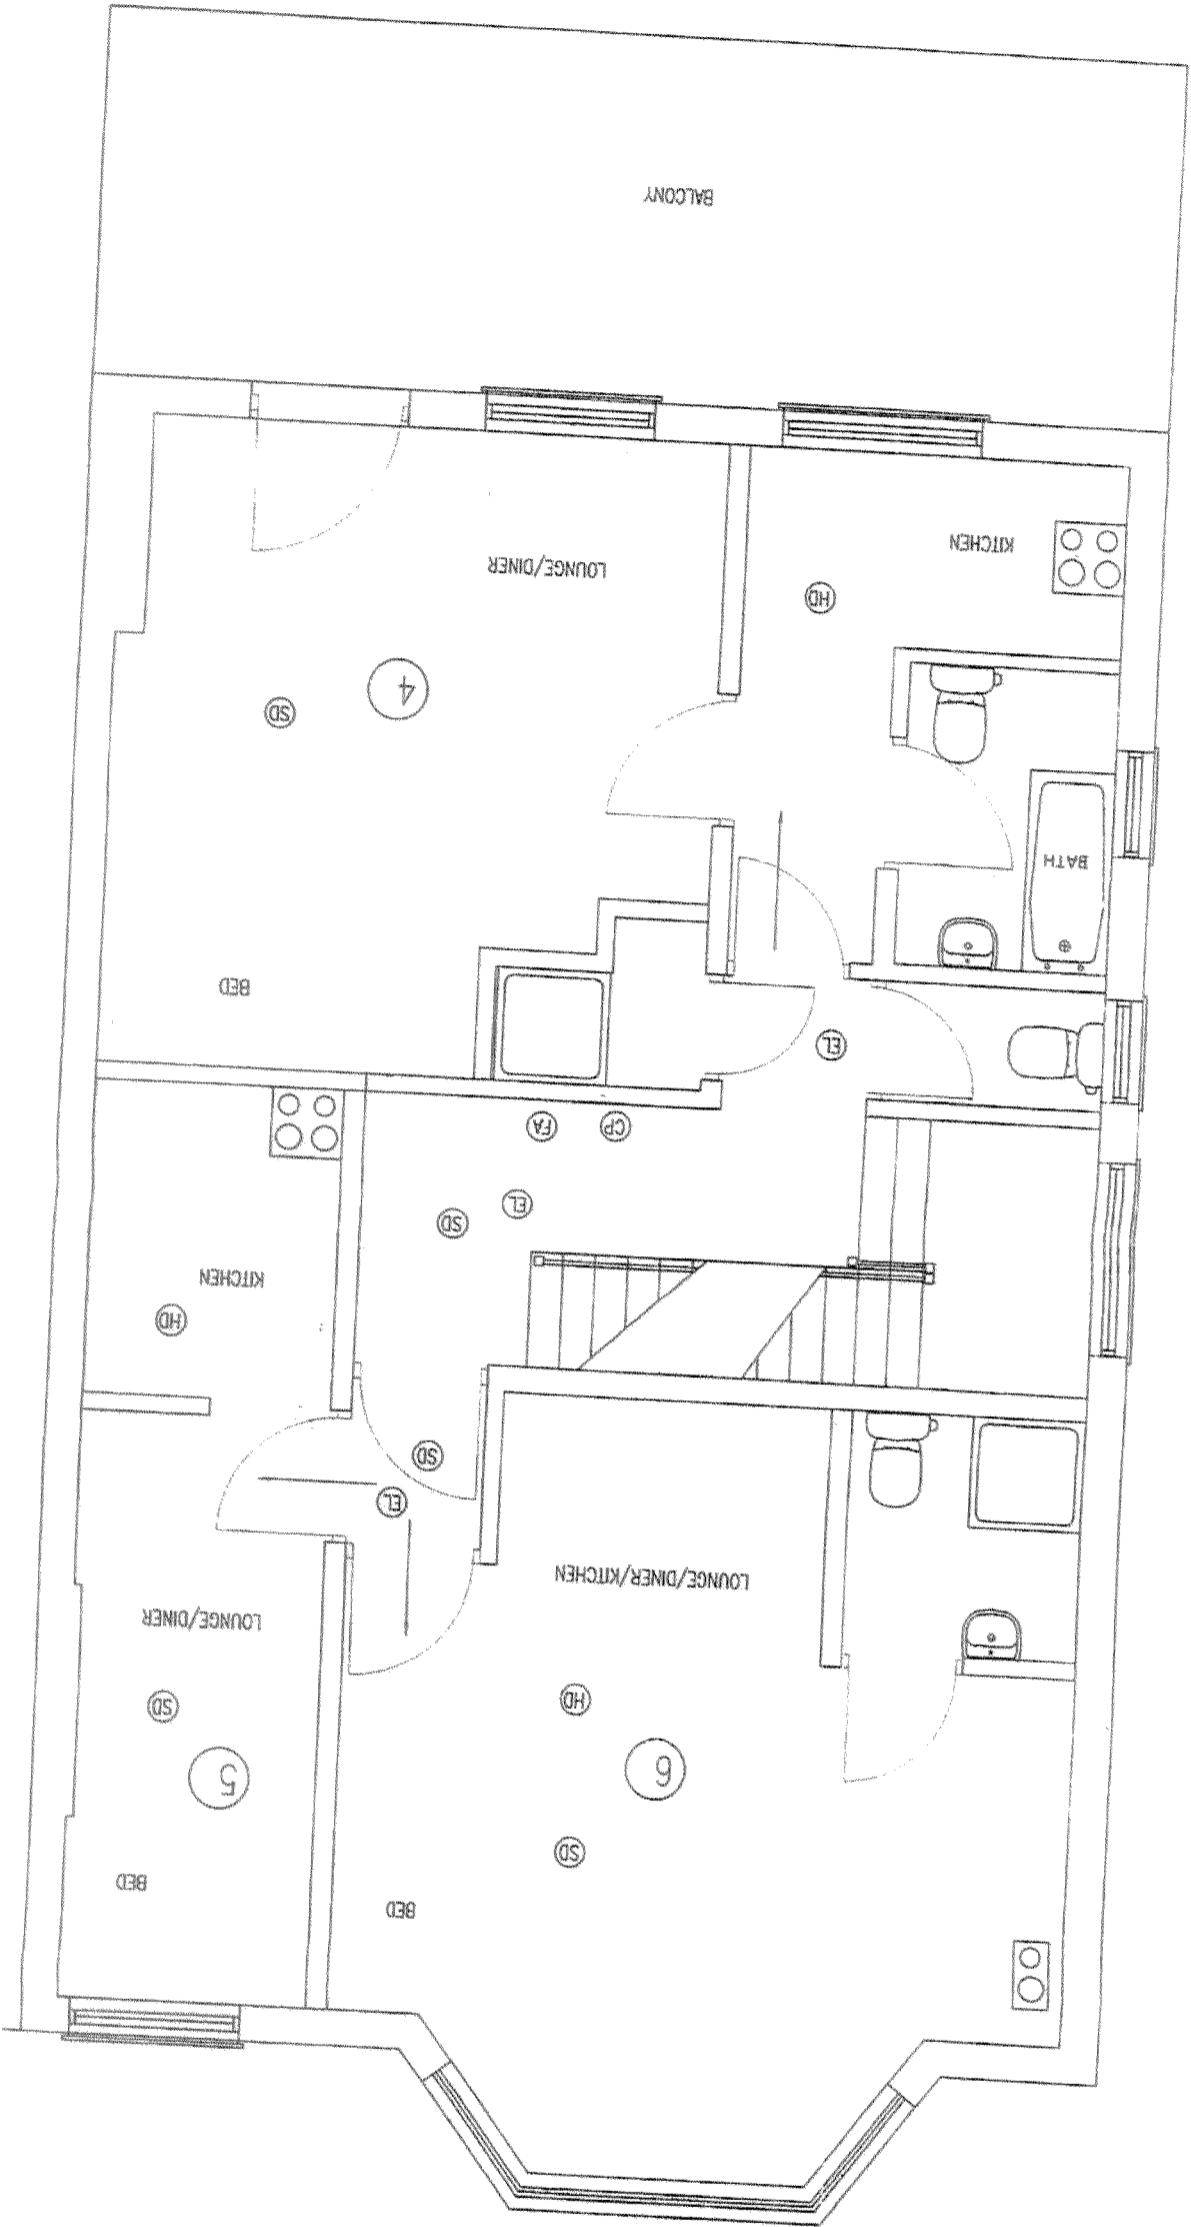 BED
BED
SD
6
5
HD
SD
LOUNGE/DINER
LOUNGE/DINER/KITCHEN
EL
SD
HD
KITCHEN
SD
EL
CP
FA
EL
BED
BATH
SD
4
HD
LOUNGE/DINER
KITCHEN
BALCONY